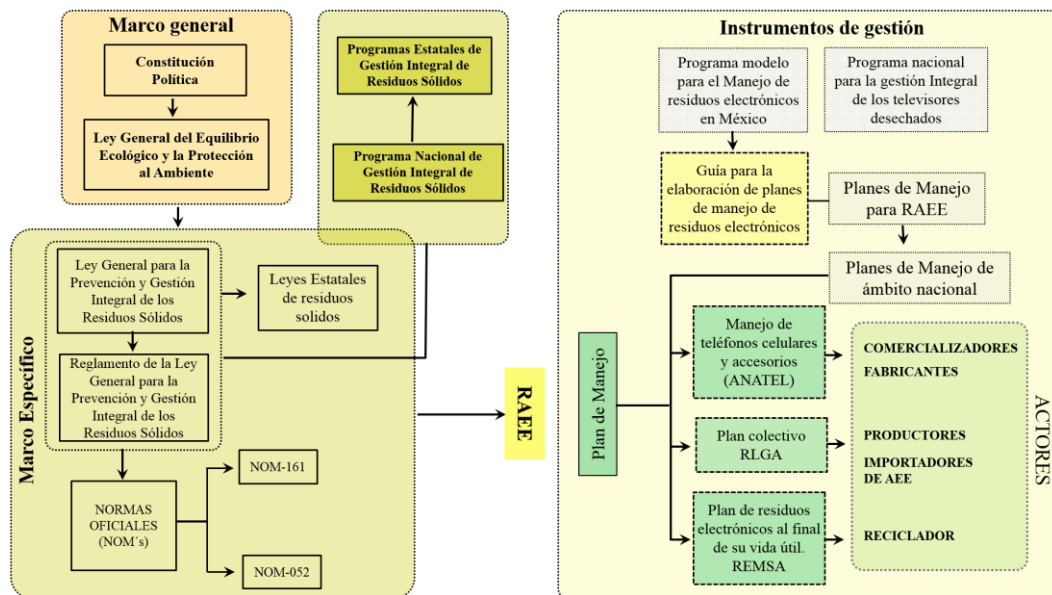 Marco general
Constitución
Política
Ley General del Equilibrio
Ecológico y la Protección
al Ambiente
Programas Estatales de
Gestión Integral de
Residuos Sólidos
Programa Nacional de
Gestión Integral de
Residuos Sólidos
Marco Específico
Ley General para la
Prevención y Gestión
Integral de los
Residuos Sólidos
Leyes Estatales
de residuos
solidos
Reglamento de la Ley
General para la
Prevención y Gestión
Integral de los
Residuos Sólidos
NORMAS
OFICIALES
(NOM´s)
NOM-161
NOM-052
RAEE
Instrumentos de gestión
Programa modelo
para el Manejo de
residuos electrónicos
en México
Programa nacional
para la gestión Integral
de los televisores
desechados
Guía para la
elaboración de planes
de manejo de
residuos electrónicos
Planes de Manejo
para RAEE
Planes de Manejo de
ámbito nacional
Plan de Manejo
Manejo de
teléfonos celulares
y accesorios
(ANATEL)
Plan colectivo
RLGA
Plan de residuos
electrónicos al final
de su vida útil.
REMSA
COMERCIALIZADORES
FABRICANTES
PRODUCTORES
IMPORTADORES
DE AEE
RECICLADOR
ACTORES